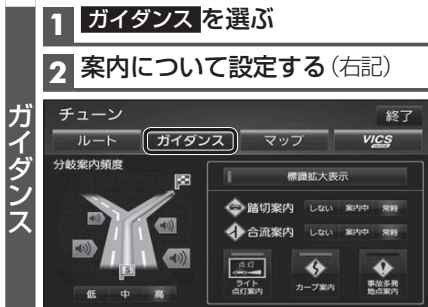 ガイダンス
1 ガイダンスを選ぶ
2 案内について設定する(右記)
チューン
終了
ルート
ガイダンス
マップ
VICS
分岐案内頻度
標識拡大表示
踏切案内 しない 案内中 常時
合流案内 しない 案内中 常時
S
低 中 高
点灯
ライト
点灯案内
カーブ案内
事故多発
地点案内